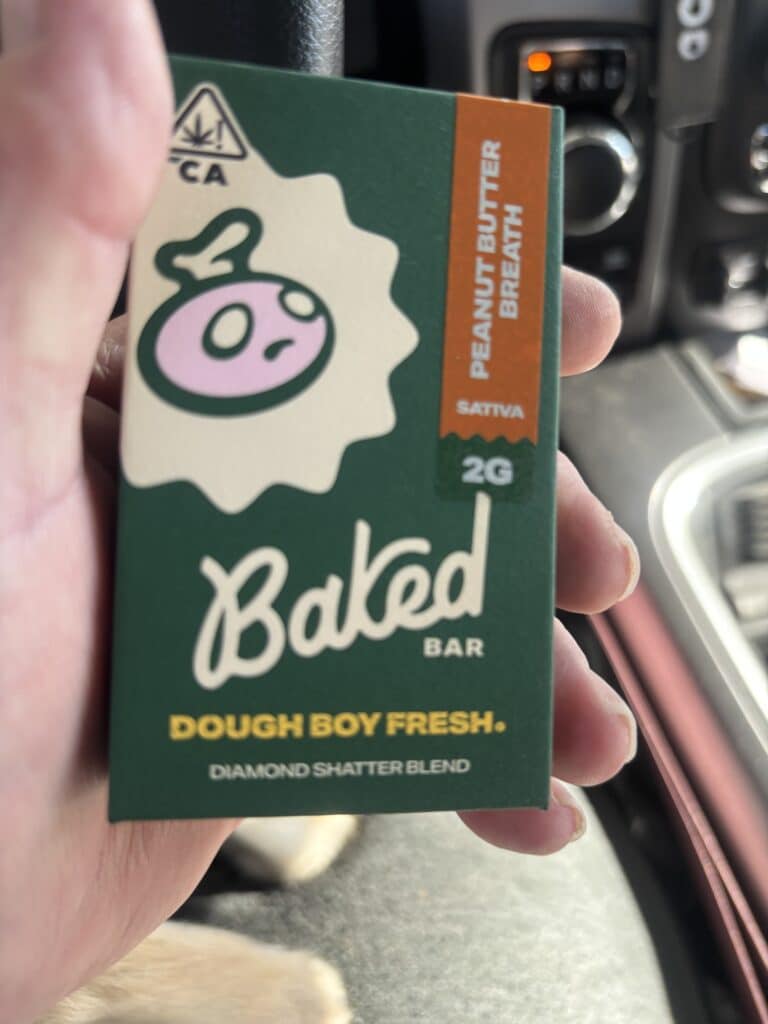 CA
PEANUT BUTTER
BREATH
SATIVA
2G
Baked
BAR
DOUGH BOY FRESH.
DIAMOND SHATTER BLEND
P R N D